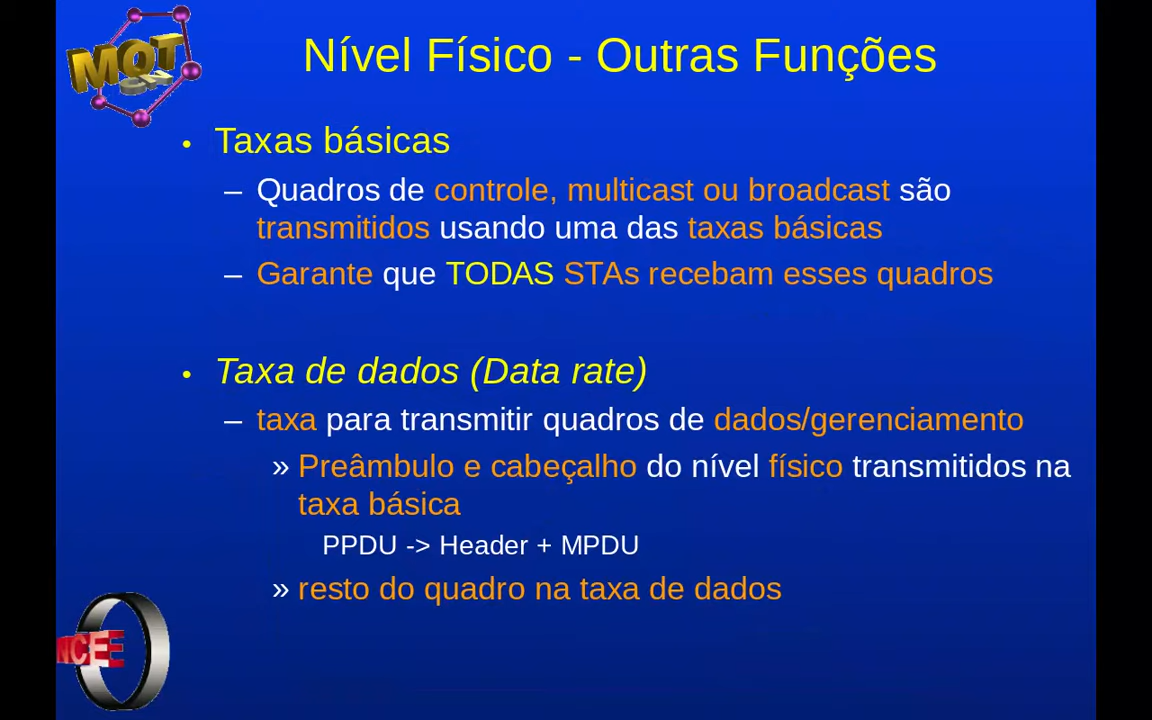 MQT
Nível Físico - Outras Funções
• Taxas básicas
– Quadros de controle, multicast ou broadcast são
transmitidos usando uma das taxas básicas
– Garante que TODAS STAs recebam esses quadros
• Taxa de dados (Data rate)
– taxa para transmitir quadros de dados/gerenciamento
» Preâmbulo e cabeçalho do nível físico transmitidos na
taxa básica
PPDU -> Header + MPDU
» resto do quadro na taxa de dados
NCEE